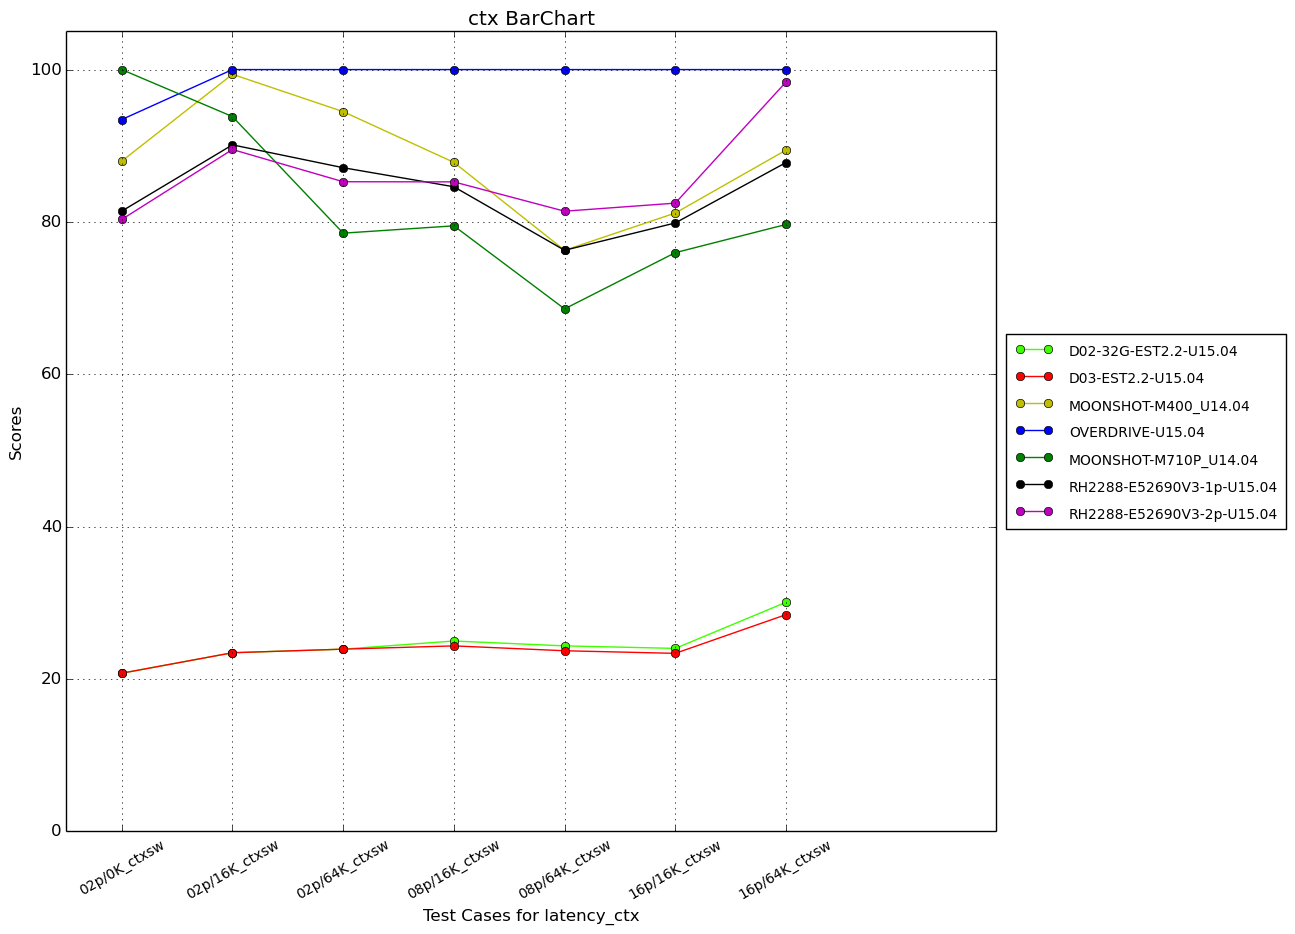 ctx BarChart
100
80
60
40
20
0
Scores
02p/0K_ctxsw
02p/16K_ctxsw
02p/64K_ctxsw
08p/16K_ctxsw
08p/64K_ctxsw
16p/16K_ctxsw
16p/64K_ctxsw
Test Cases for latency_ctx
D02-32G-EST2.2-U15.04
D03-EST2.2-U15.04
MOONSHOT-M400_U14.04
OVERDRIVE-U15.04
MOONSHOT-M710P_U14.04
RH2288-E52690V3-1p-U15.04
RH2288-E52690V3-2p-U15.04